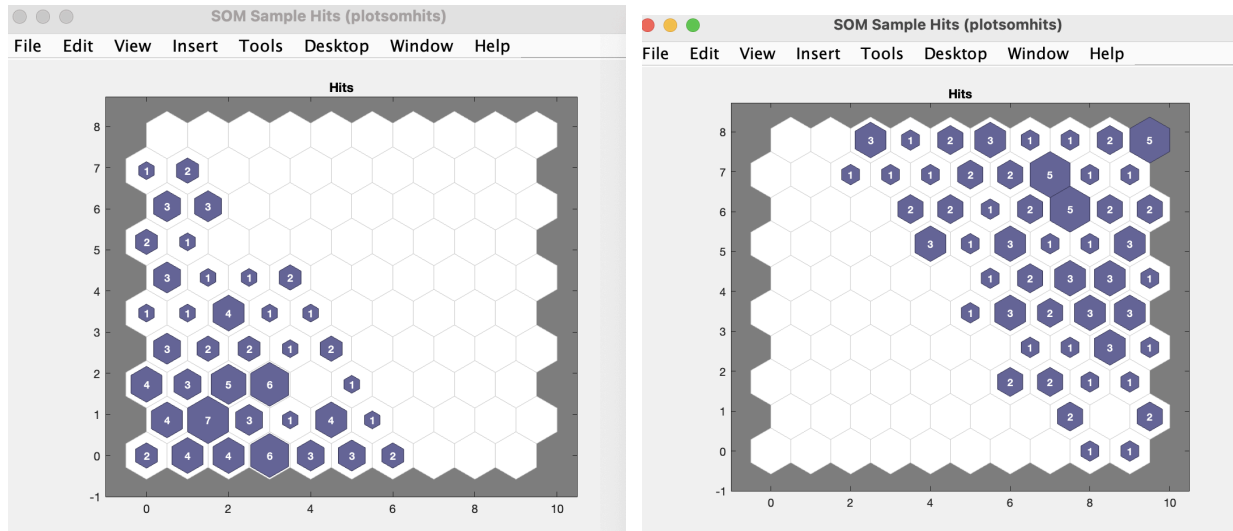 SOM Sample Hits (plotsomhits)
File Edit View Insert Tools Desktop Window Help
Hits
8
7
1 2
6
3 3
5
2 1
4
3 1 1 2
1 1 4 1 1
3
3 2 2 1 2
2
4 3 5 6 1
1
4 7 3 1 4 1
0
2 4 4 6 3 3 2
-1
0 2 4 6 8 10
SOM Sample Hits (plotsomhits)
File Edit View Insert Tools Desktop Window Help
Hits
8
3 1 2 3 1 1 2 5
7
1 1 1 2 2 5 1 1
6
2 2 1 2 5 2 2
5
3 1 3 1 1 3
4
1 2 3 3 1
1 3 2 3 3
3
1 1 3 1
2
2 2 1 1
1
2 2
0
1 1
-1
0 2 4 6 8 10